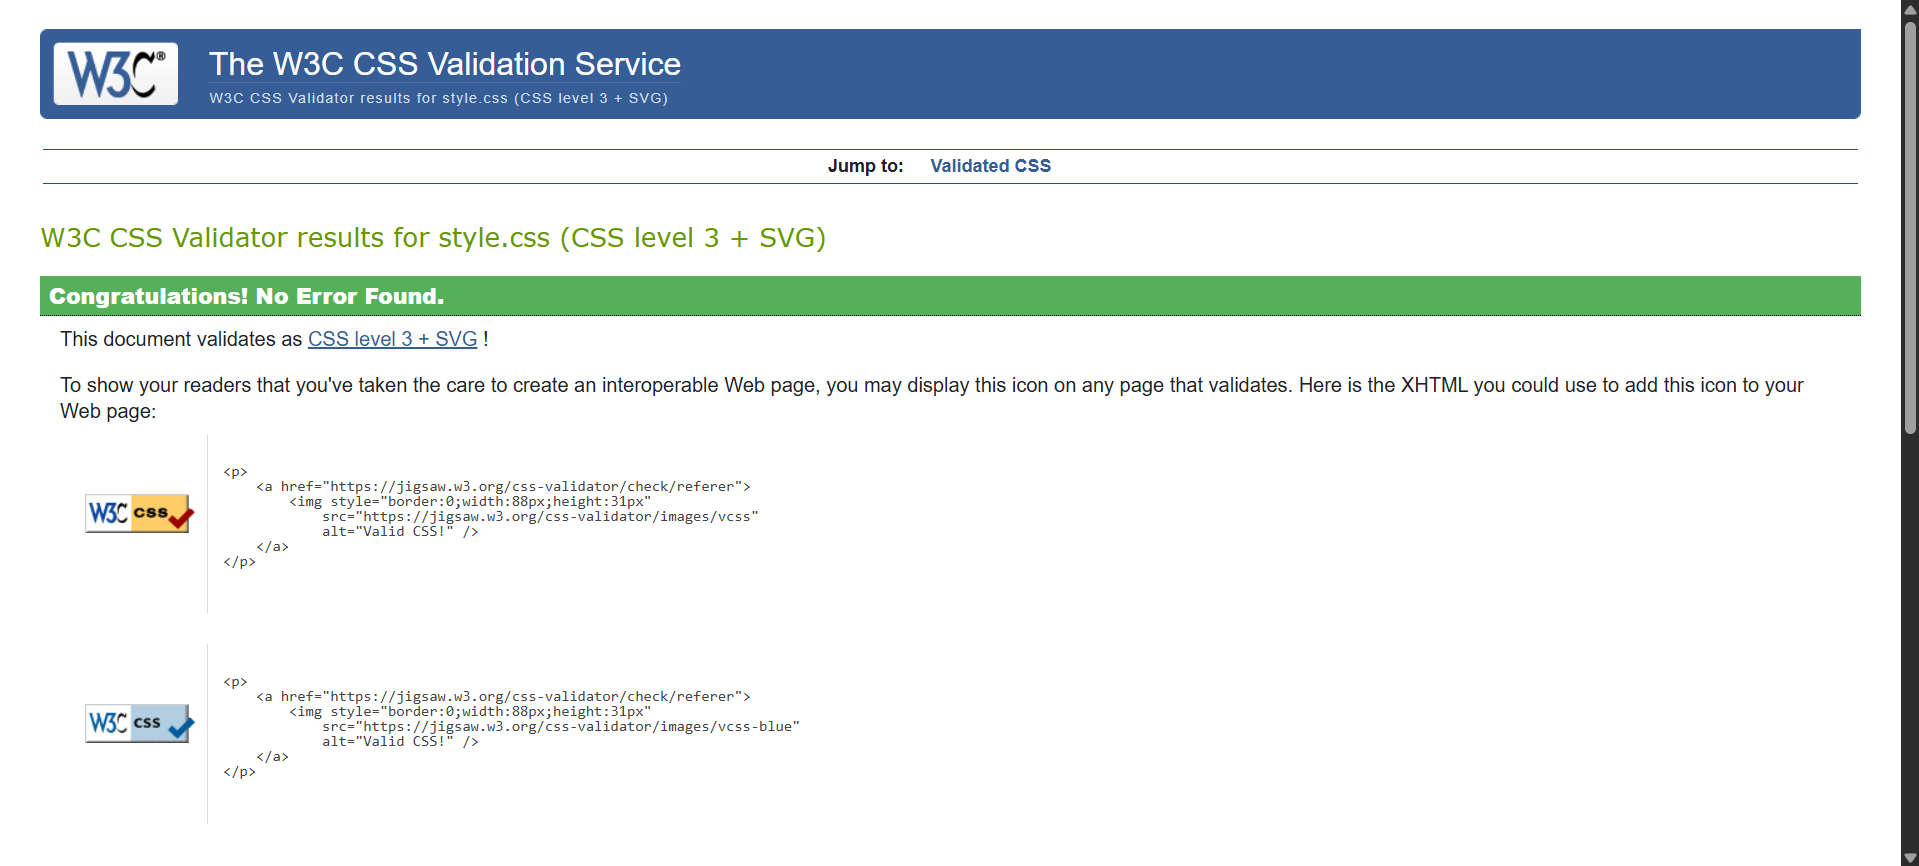 W3C®
The W3C CSS Validation Service
W3C CSS Validator results for style.css (CSS level 3 + SVG)
Jump to: Validated CSS
W3C CSS Validator results for style.css (CSS level 3 + SVG)
Congratulations! No Error Found.
This document validates as CSS level 3 + SVG !
To show your readers that you've taken the care to create an interoperable Web page, you may display this icon on any page that validates. Here is the XHTML you could use to add this icon to your
Web page:
W3C css
<p>
    <a href="https://jigsaw.w3.org/css-validator/check/referer">
        <img style="border:0;width:88px;height:31px"
            src="https://jigsaw.w3.org/css-validator/images/vcss"
            alt="Valid CSS!" />
    </a>
</p>
W3C css
<p>
    <a href="https://jigsaw.w3.org/css-validator/check/referer">
        <img style="border:0;width:88px;height:31px"
            src="https://jigsaw.w3.org/css-validator/images/vcss-blue"
            alt="Valid CSS!" />
    </a>
</p>